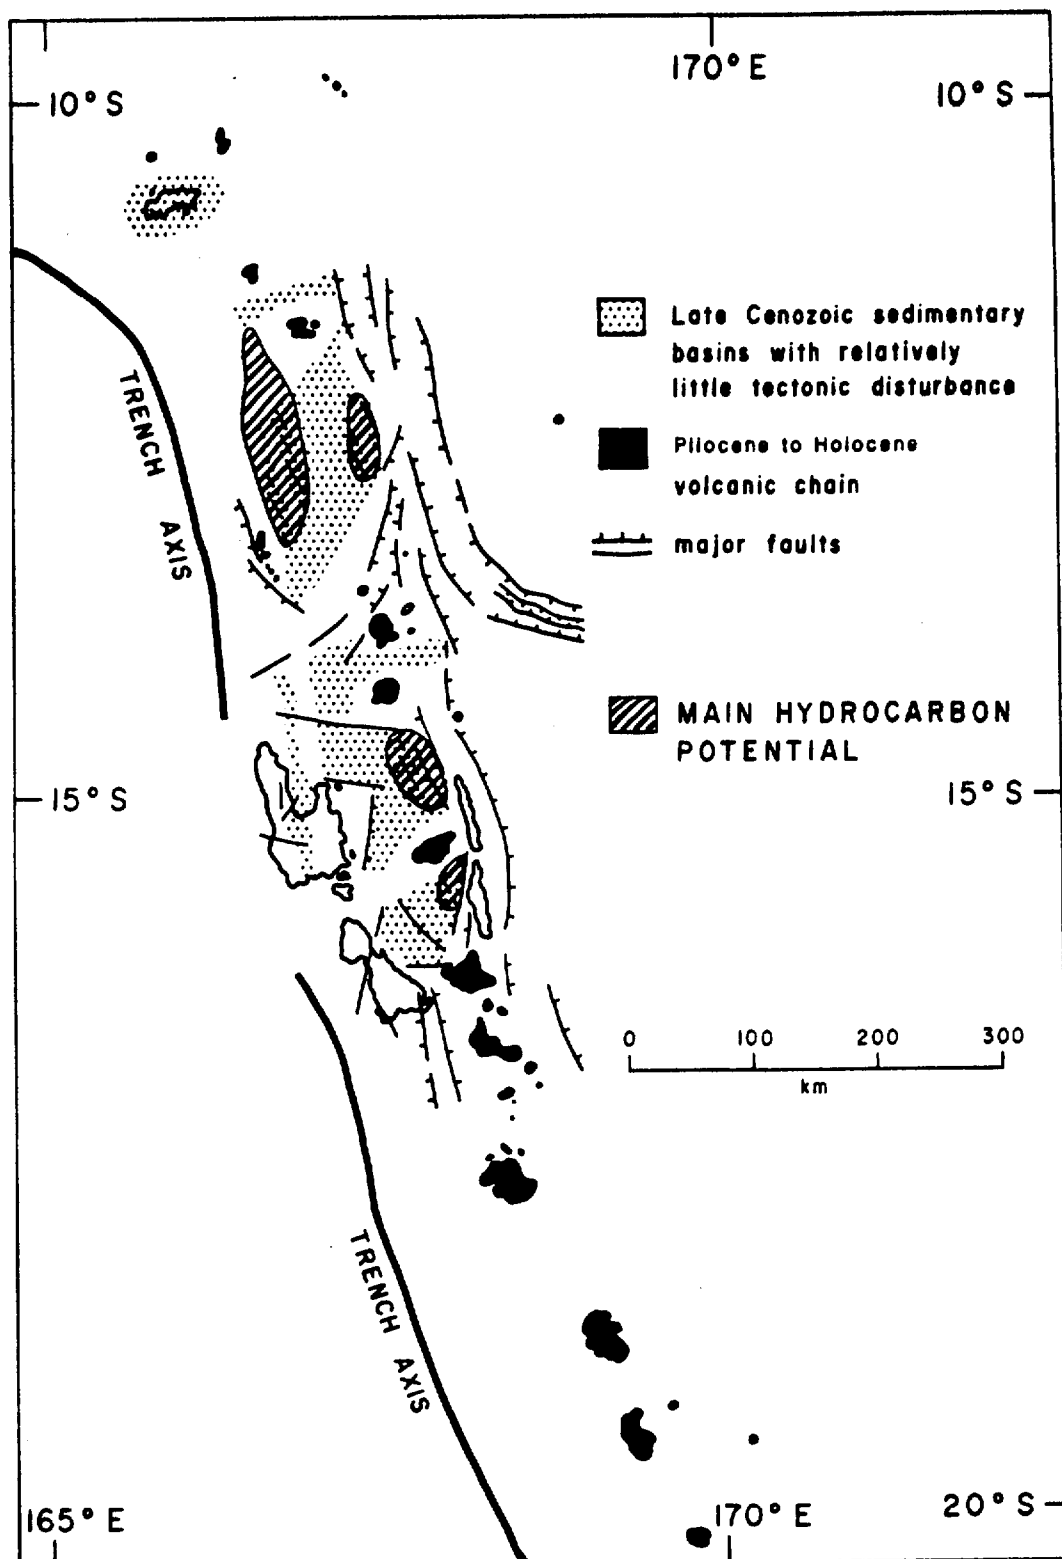 170° E
10° S
10° S
Late Cenozoic sedimentary
basins with relatively
little tectonic disturbance
Pliocene to Holocene
volcanic chain
major faults
TRENCH AXIS
MAIN HYDROCARBON
POTENTIAL
15° S
15° S
0 100 200 300
km
TRENCH AXIS
165° E
170° E
20° S